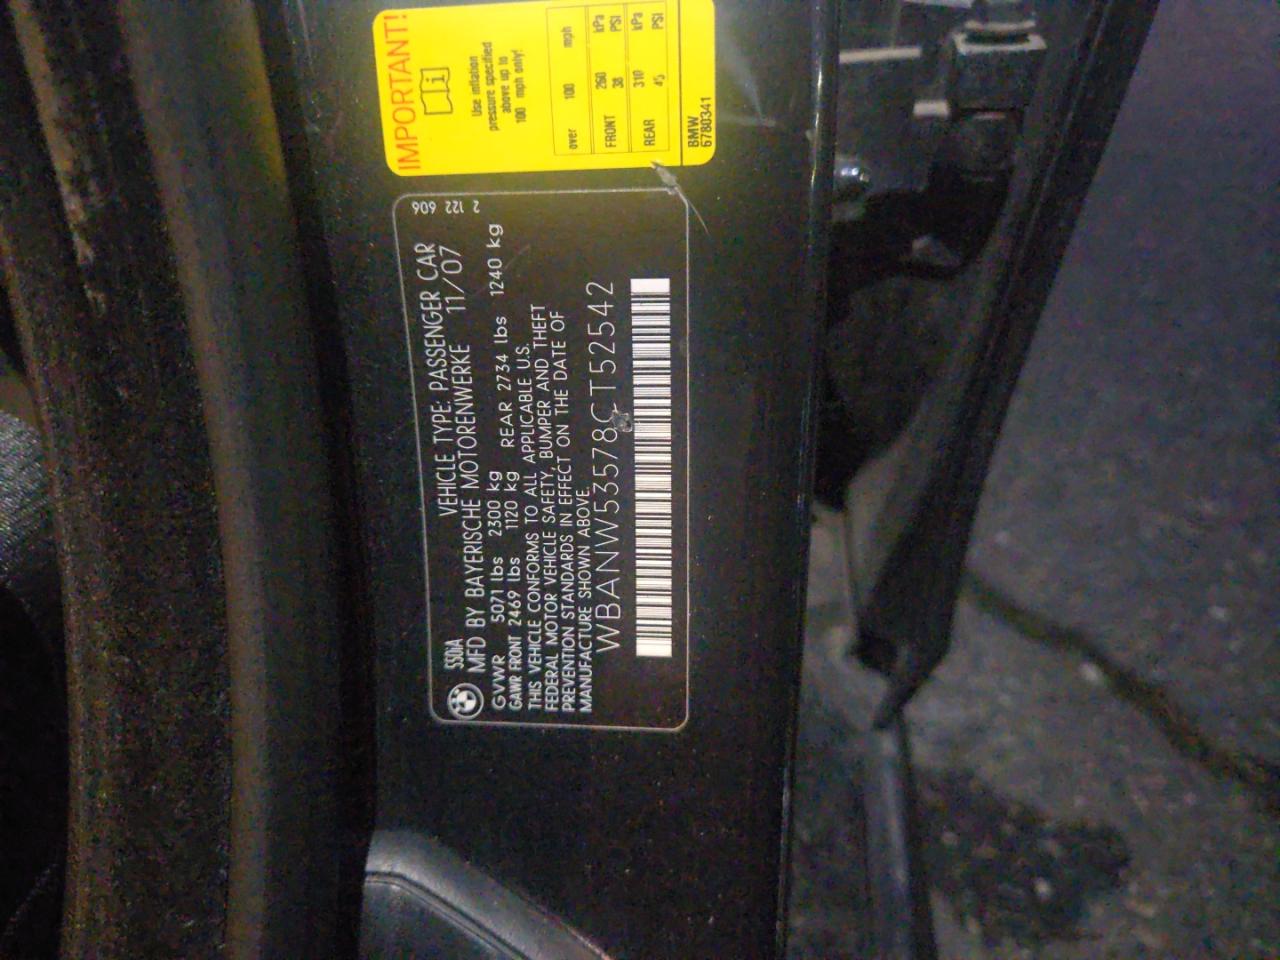 IMPORTANT!
Use inflation
pressure specified
above up to
100 mph only!
over 100 mph
FRONT 260 kPa
38 PSI
REAR 310 kPa
45 PSI
BMW
6780341
2 122 606
530iA VEHICLE TYPE: PASSENGER CAR
MFD BY BAYERISCHE MOTORENWERKE 11/07
GVWR 5071 lbs 2300 kg
GAWR FRONT 2469 lbs 1120 kg REAR 2734 lbs 1240 kg
THIS VEHICLE CONFORMS TO ALL APPLICABLE U.S.
FEDERAL MOTOR VEHICLE SAFETY, BUMPER AND THEFT
PREVENTION STANDARDS IN EFFECT ON THE DATE OF
MANUFACTURE SHOWN ABOVE.
WBANW53578CT52542